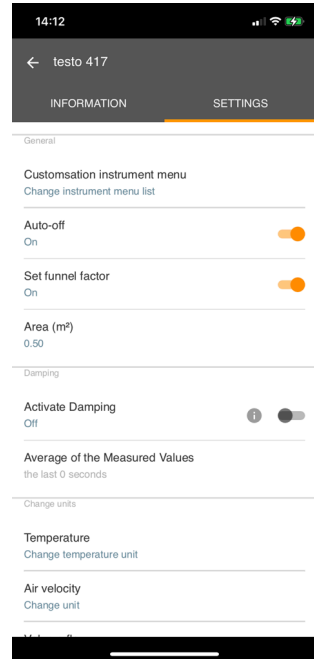 14:12
testo 417
INFORMATION SETTINGS
General
Customsation instrument menu
Change instrument menu list
Auto-off
On
Set funnel factor
On
Area (m²)
0.50
Damping
Activate Damping
Off
Average of the Measured Values
the last 0 seconds
Change units
Temperature
Change temperature unit
Air velocity
Change unit